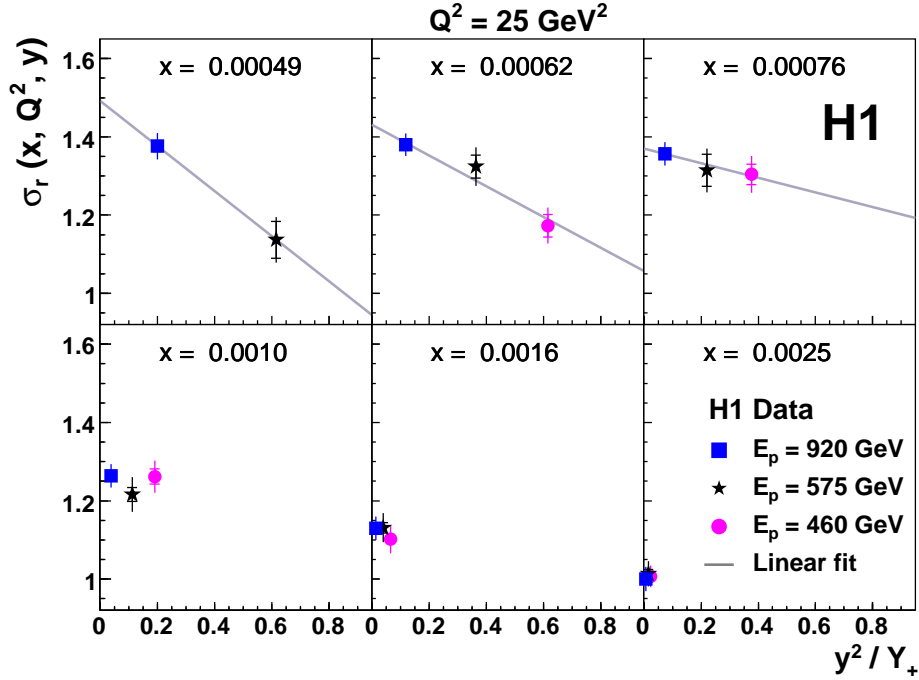 Q² = 25 GeV²
σ_r (x, Q², y)
x = 0.00049
x = 0.00062
x = 0.00076
H1
1.6
1.4
1.2
1
x = 0.0010
x = 0.0016
x = 0.0025
1.6
1.4
1.2
1
H1 Data
E_p = 920 GeV
E_p = 575 GeV
E_p = 460 GeV
Linear fit
0 0.2 0.4 0.6 0.8 0 0.2 0.4 0.6 0.8 0 0.2 0.4 0.6 0.8
y² / Y_+